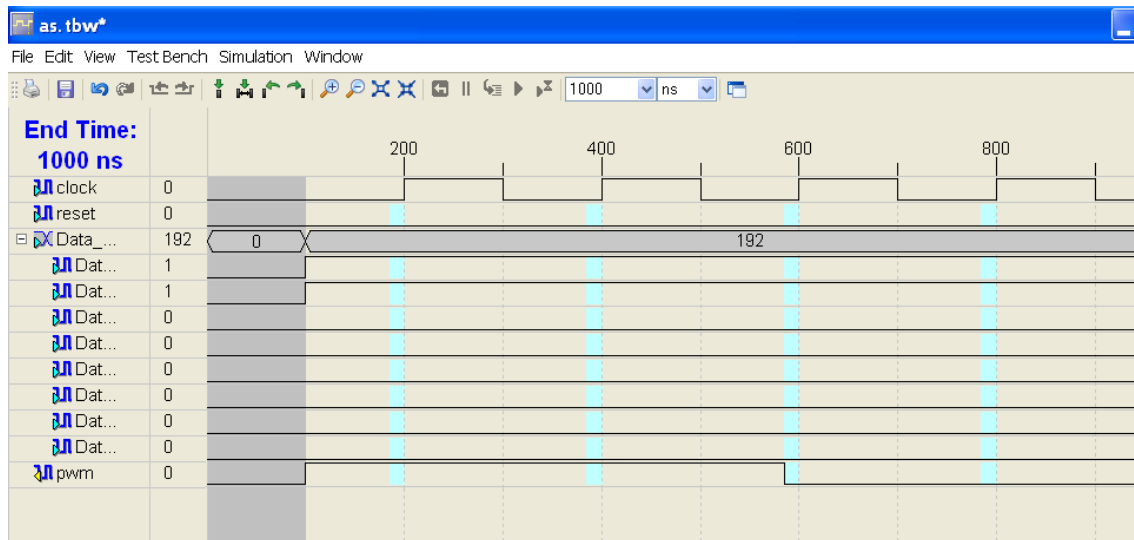 as.tbw*
File Edit View Test Bench Simulation Window
1000 ns
End Time:
1000 ns
200 400 600 800
clock 0
reset 0
Data_... 192 0 192
Dat... 1
Dat... 1
Dat... 0
Dat... 0
Dat... 0
Dat... 0
Dat... 0
Dat... 0
pwm 0